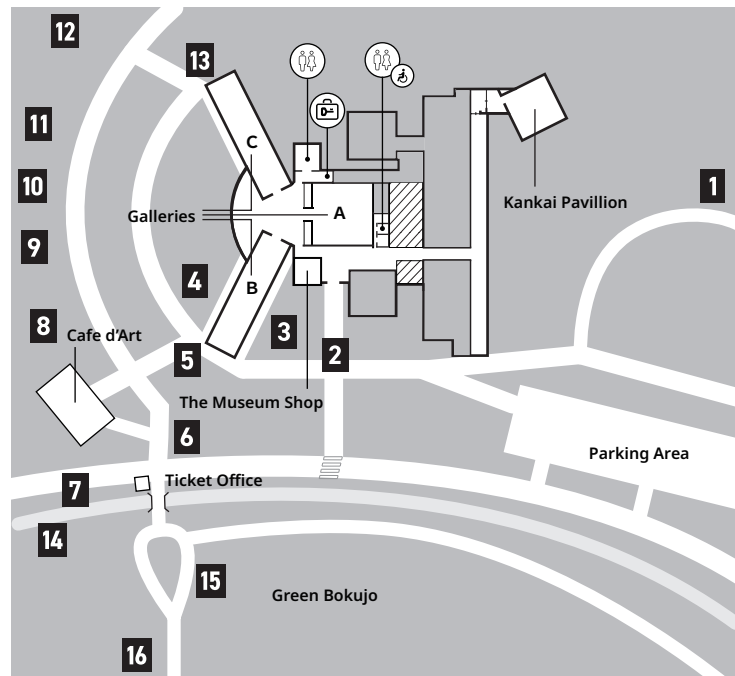 12
13
C
11
10
1
Kankai Pavillion
Galleries
A
9
4
B
8
Cafe d'Art
3
5
2
The Museum Shop
6
Parking Area
7
Ticket Office
14
15
Green Bokujo
16